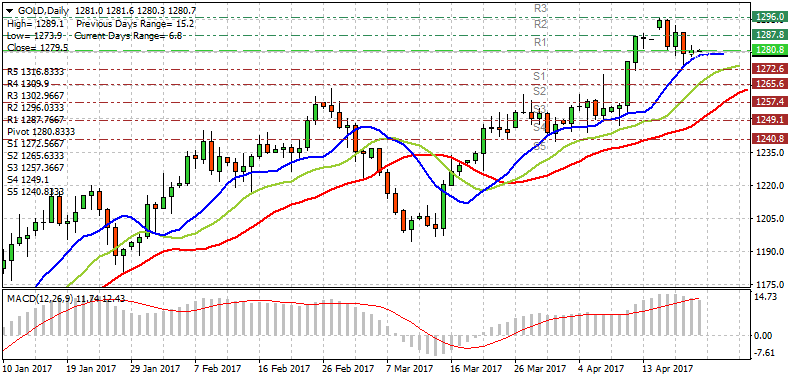 GOLD,Daily 1281.0 1281.6 1280.3 1280.7
High= 1289.1 Previous Days Range= 15.2
Low= 1273.9 Current Days Range= 6.8
Close= 1279.5
R5 1316.8333
R4 1309.9
R3 1302.9667
R2 1296.0333
R1 1287.7667
Pivot 1280.8333
S1 1272.5667
S2 1265.6333
S3 1257.3667
S4 1249.1
S5 1240.8333
R3
R2
R1
S1
S2
S3
S4
S5
1296.0
1287.8
1280.8
1272.6
1265.6
1257.4
1249.1
1240.8
1235.0
1220.0
1205.0
1190.0
1175.0
MACD(12,26,9) 11.74 12.43
14.73
0.00
-7.61
10 Jan 2017
19 Jan 2017
29 Jan 2017
7 Feb 2017
16 Feb 2017
26 Feb 2017
7 Mar 2017
16 Mar 2017
26 Mar 2017
4 Apr 2017
13 Apr 2017